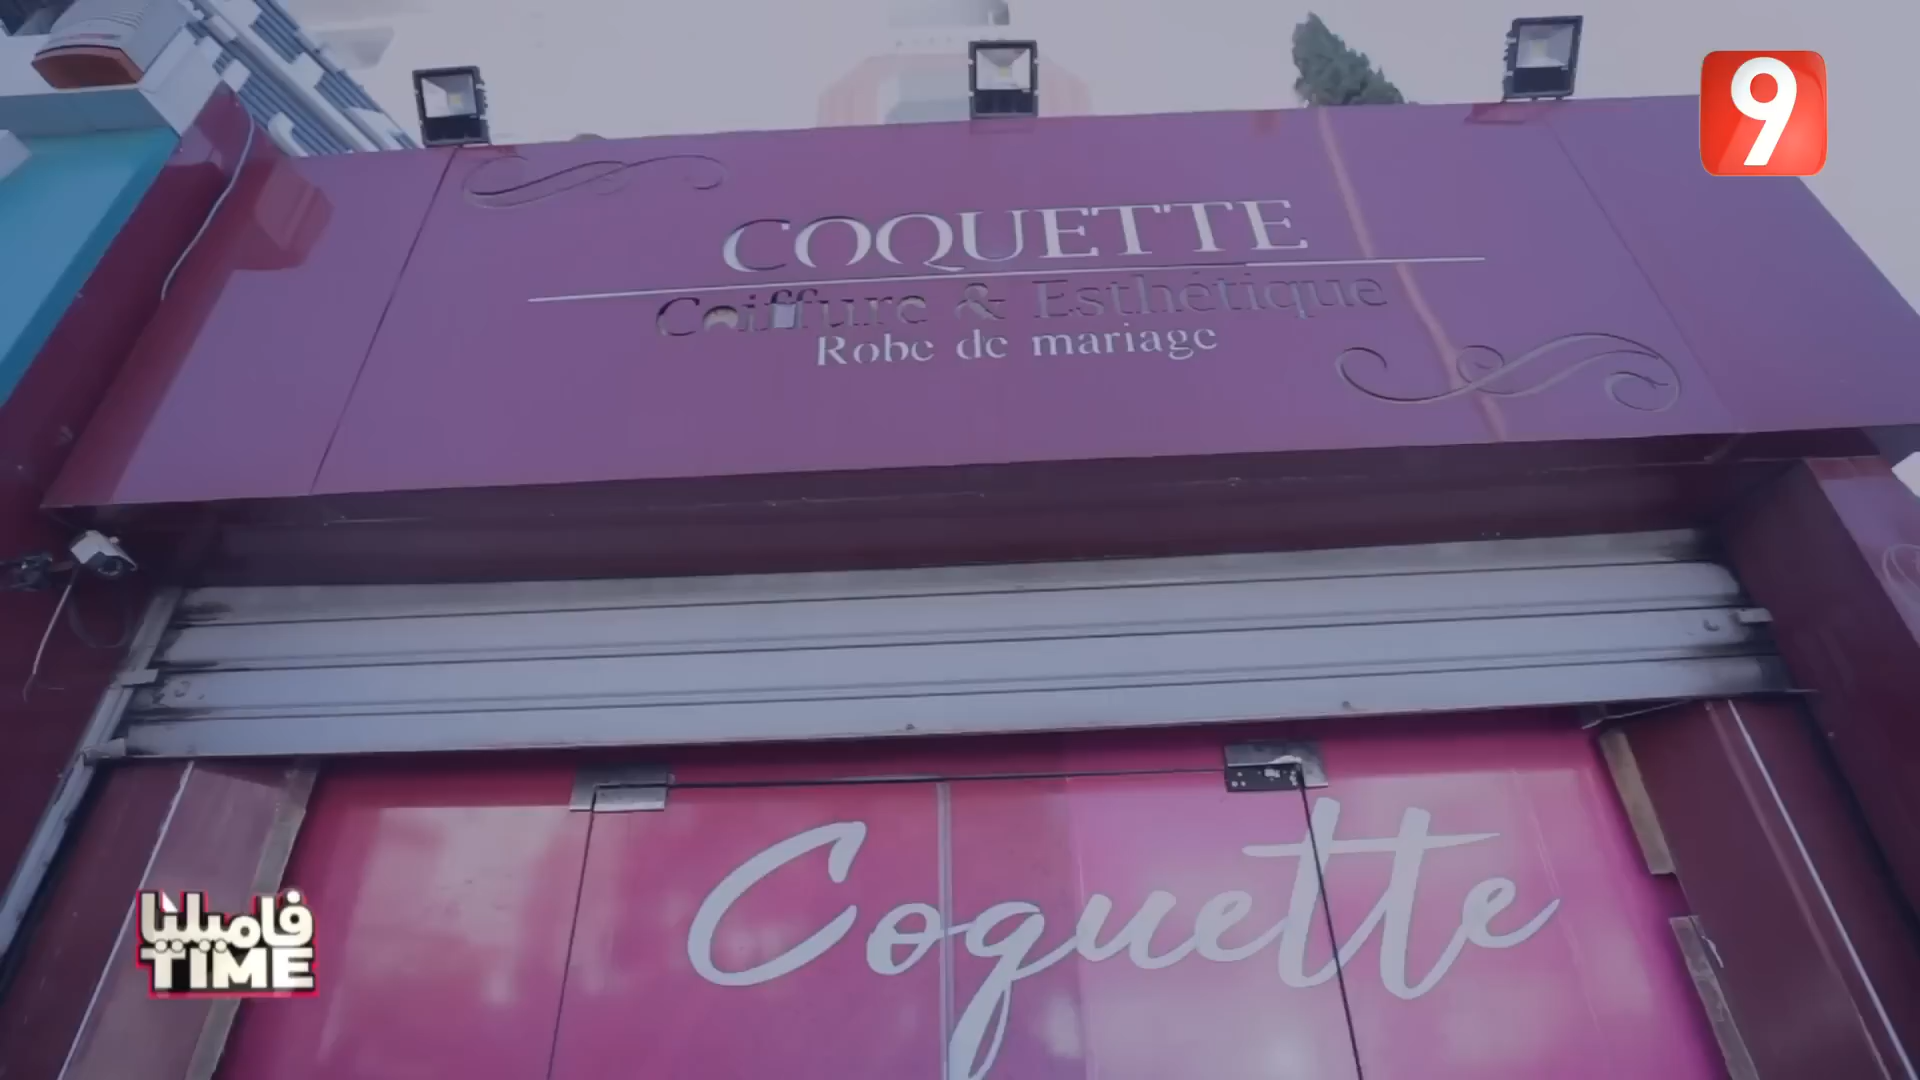 9
COQUETTE
Coiffure & Esthétique
Robe de mariage
Coquette
فاميليا
TIME